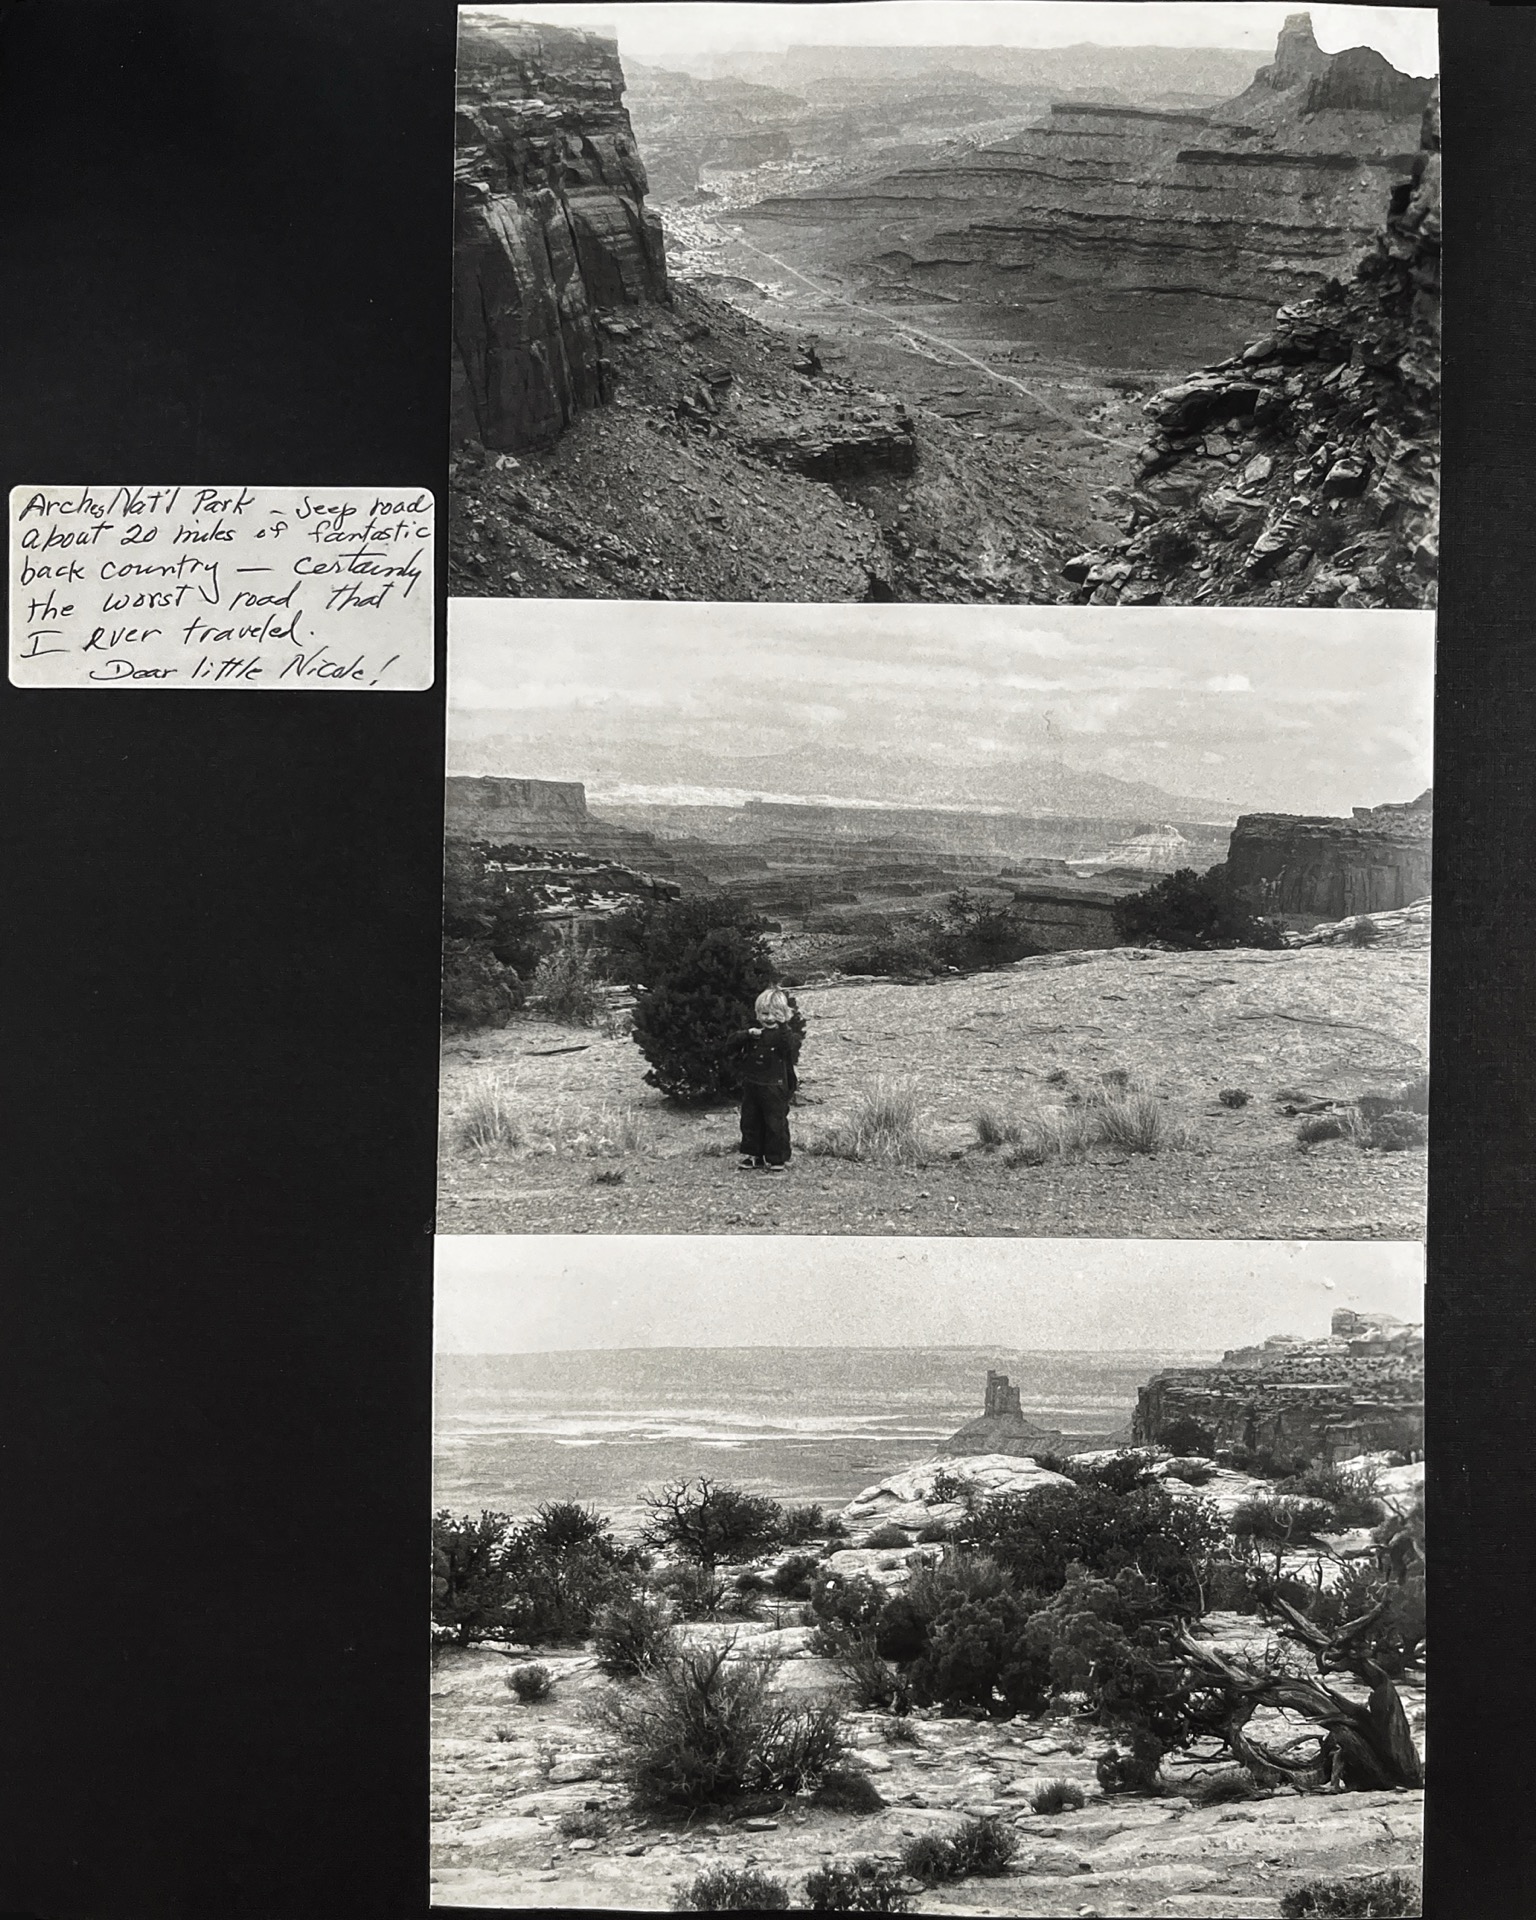 Arches Nat'l Park – Jeep road
about 20 miles of fantastic
back country — certainly
the worst road that
I ever traveled.
Dear little Nicole!